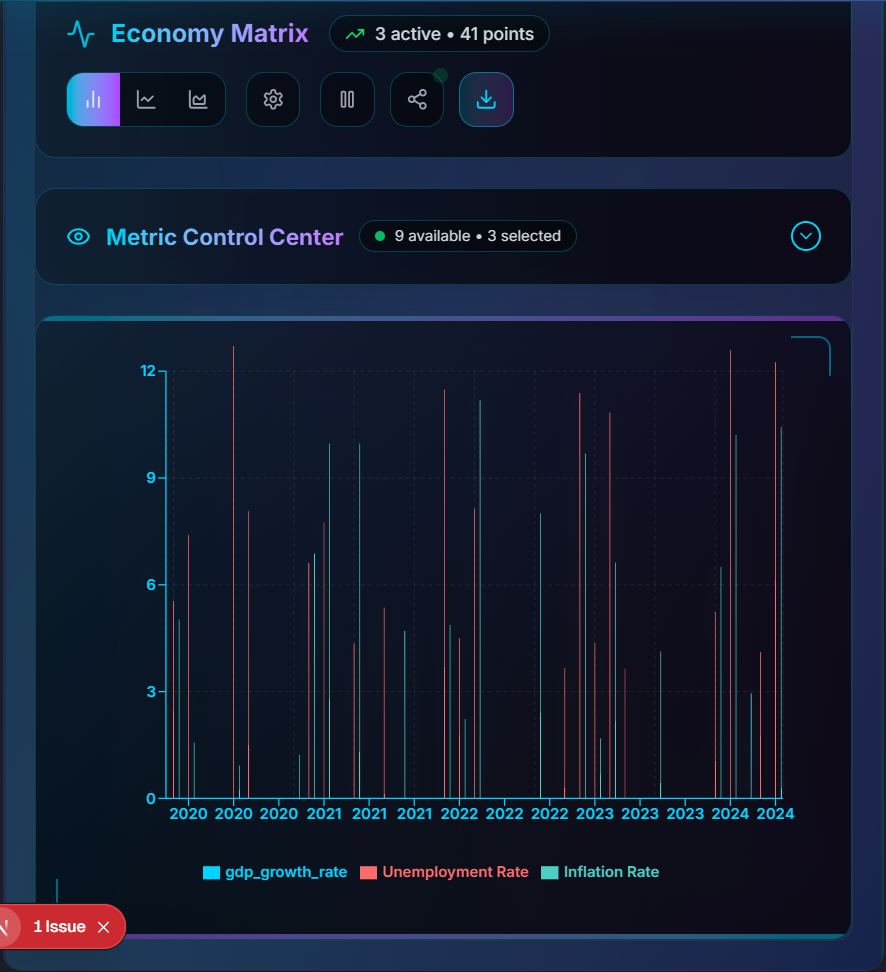 Economy Matrix
3 active • 41 points
Metric Control Center
9 available • 3 selected
12
9
6
3
0
2020 2020 2020 2021 2021 2021 2022 2022 2022 2023 2023 2023 2024 2024
gdp_growth_rate Unemployment Rate Inflation Rate
1 Issue